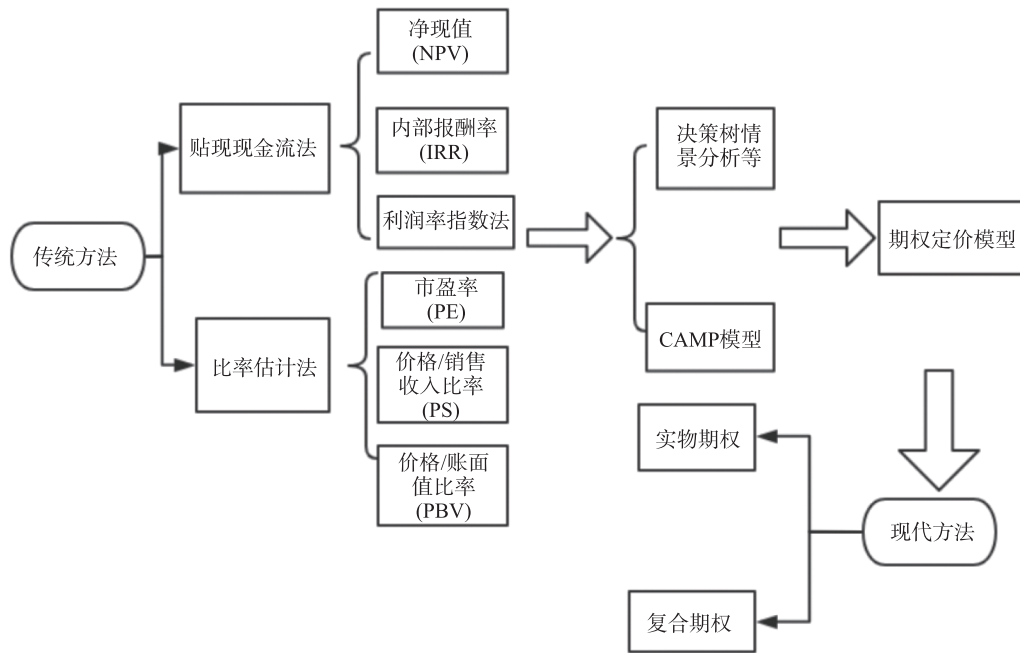 传统方法
贴现现金流法
比率估计法
净现值
(NPV)
内部报酬率
(IRR)
利润率指数法
市盈率
(PE)
价格/销售
收入比率
(PS)
价格/账面
值比率
(PBV)
决策树情
景分析等
CAMP模型
期权定价模型
现代方法
实物期权
复合期权